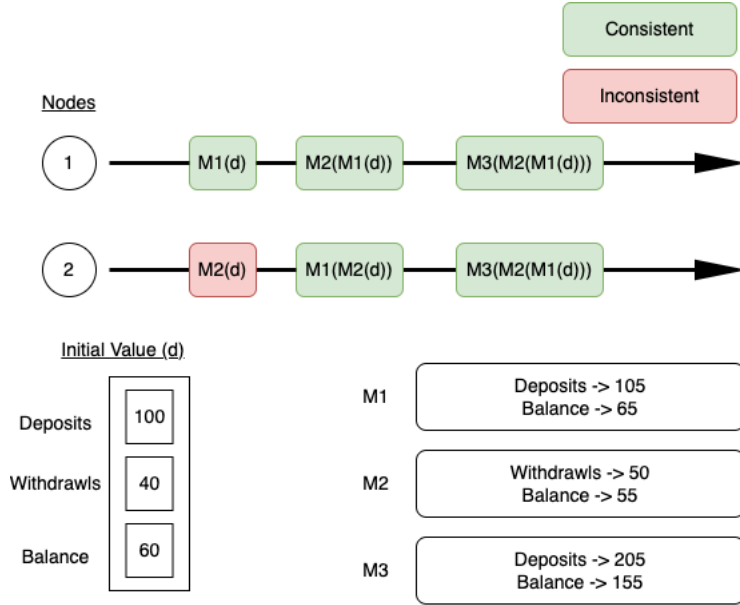 Consistent
Inconsistent
Nodes
1
M1(d)
M2(M1(d))
M3(M2(M1(d)))
2
M2(d)
M1(M2(d))
M3(M2(M1(d)))
Initial Value (d)
Deposits
100
Withdrawls
40
Balance
60
M1
Deposits -> 105
Balance -> 65
M2
Withdrawls -> 50
Balance -> 55
M3
Deposits -> 205
Balance -> 155